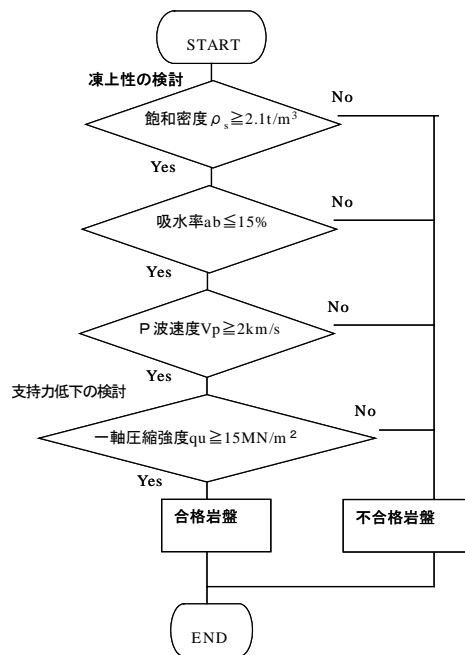 START
凍上性の検討
No
飽和密度ρs≧2.1t/m³
Yes
No
吸水率ab≦15%
Yes
No
P波速度Vp≧2km/s
Yes
支持力低下の検討
No
一軸圧縮強度qu≧15MN/m²
Yes
合格岩盤
不合格岩盤
END